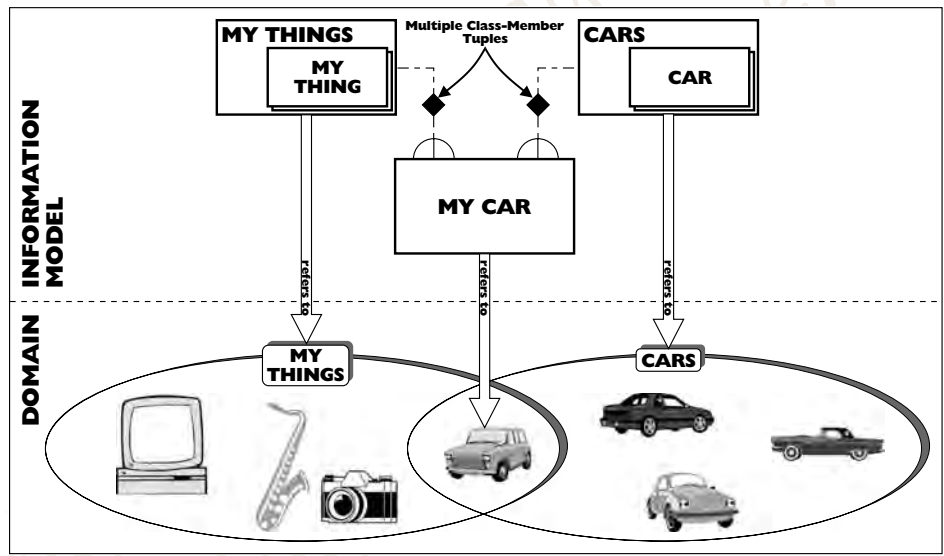 MY THINGS
MY
THING
Multiple Class-Member
Tuples
CARS
CAR
MY CAR
INFORMATION
MODEL
refers to
refers to
refers to
DOMAIN
MY
THINGS
CARS